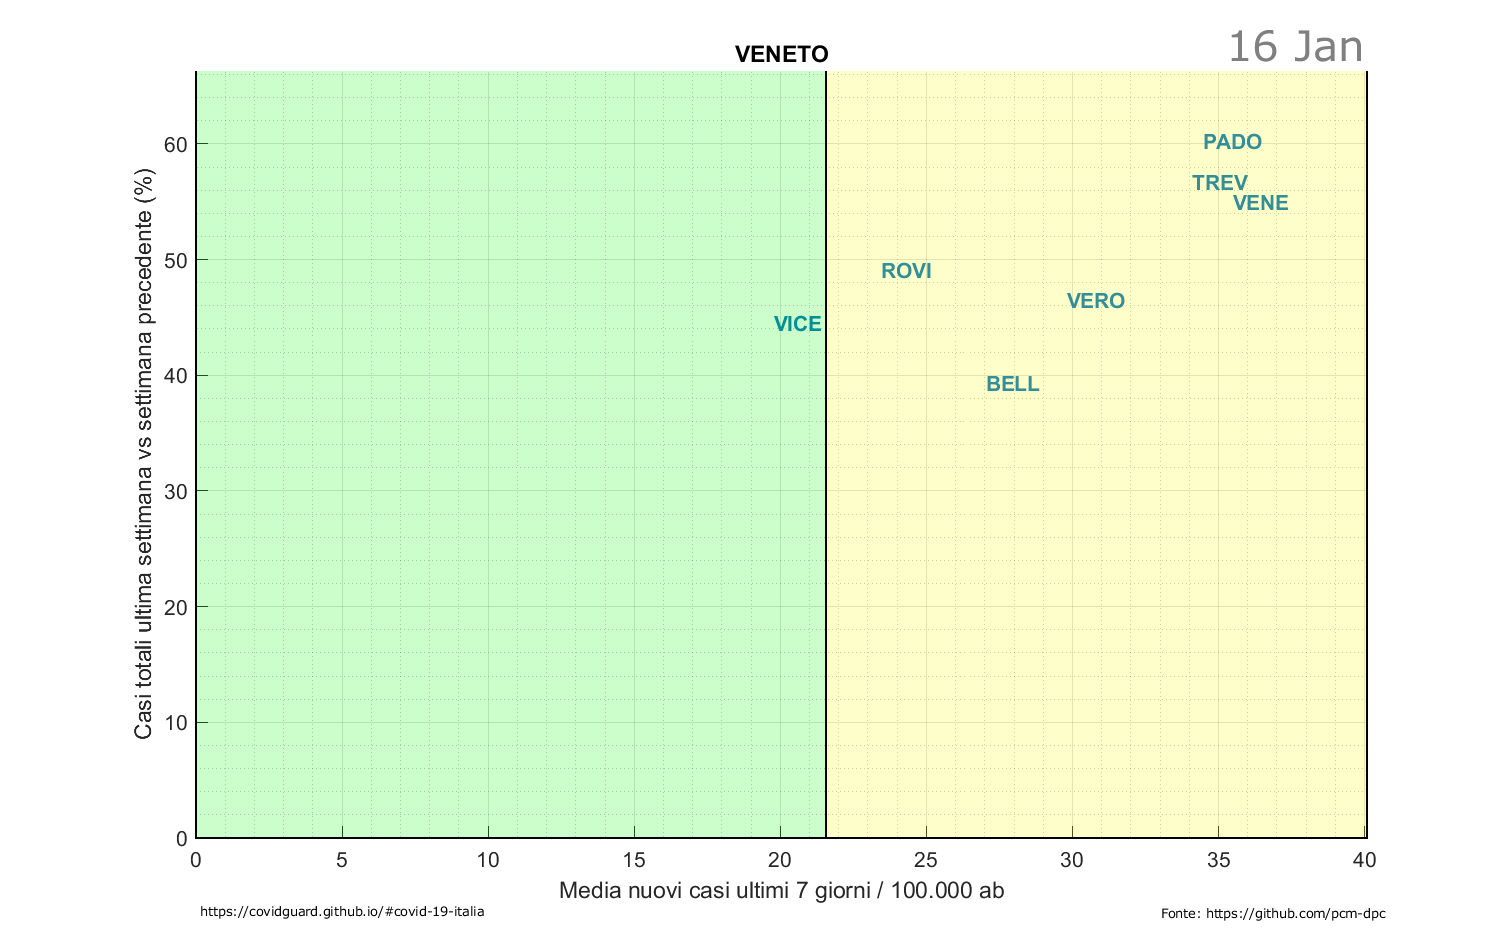 VENETO
16 Jan
Casi totali ultima settimana vs settimana precedente (%)
60
50
40
30
20
10
0
PADO
TREV
VENE
ROVI
VERO
VICE
BELL
0 5 10 15 20 25 30 35 40
Media nuovi casi ultimi 7 giorni / 100.000 ab
https://covidguard.github.io/#covid-19-italia
Fonte: https://github.com/pcm-dpc